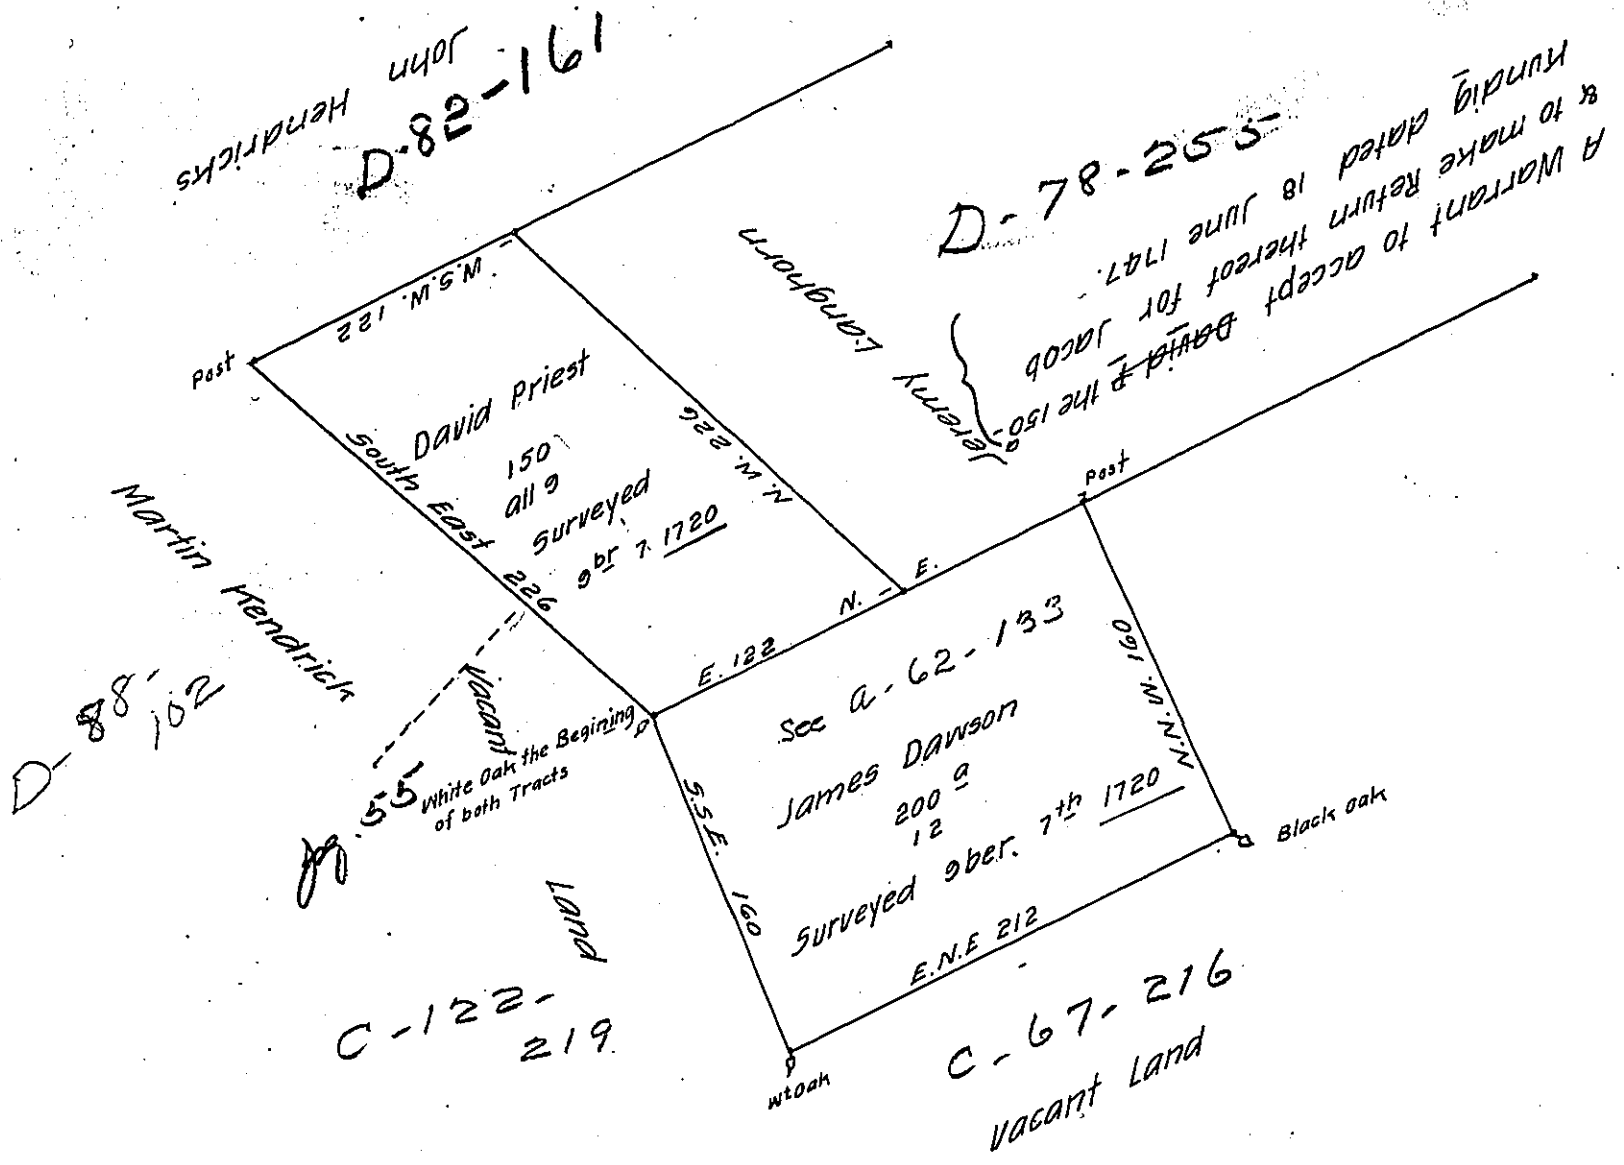 John Hendricks
D-82-161
D-78-255
A Warrant to accept David P the 150 a
& to make Return thereof for Jacob
Kundig dated 18 June 1747.
Jeremy Langhorn
Post
W.S.W. 122
David Priest
150
all 9
Surveyed
9br 7 1720
South East 226
N.W. 226
Martin Hendrick
D-88-
102
Vacant
Land
pg. 55
White Oak the Begining
of both Tracts
E. 122
N. E.
Post
See a-62-133
James Dawson
200 a
12
Surveyed 9ber. 7th 1720
N.N.W. 160
S.S.E. 160
E.N.E 212
Black Oak
Wt Oak
C-122-
219
C-67-216
Vacant Land